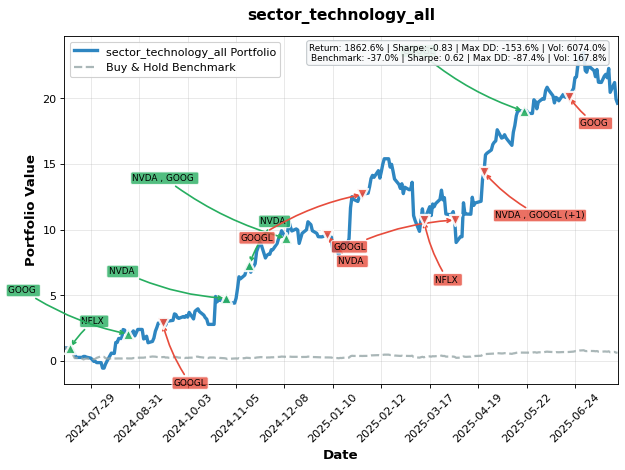 sector_technology_all
Return: 1862.6% | Sharpe: -0.83 | Max DD: -153.6% | Vol: 6074.0%
Benchmark: -37.0% | Sharpe: 0.62 | Max DD: -87.4% | Vol: 167.8%
sector_technology_all Portfolio
Buy & Hold Benchmark
Portfolio Value
20
15
10
5
0
GOOG
NFLX
NVDA
NVDA , GOOG
NVDA
GOOGL
GOOGL
GOOGL
NVDA
NFLX
NVDA , GOOGL (+1)
GOOG
2024-07-29
2024-08-31
2024-10-03
2024-11-05
2024-12-08
2025-01-10
2025-02-12
2025-03-17
2025-04-19
2025-05-22
2025-06-24
Date